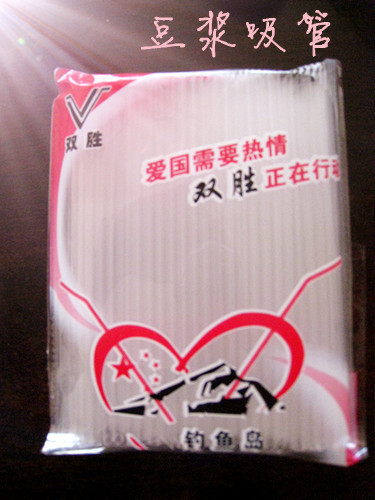 豆浆吸管
双胜
爱国需要热情
双胜正在行动
钓鱼岛